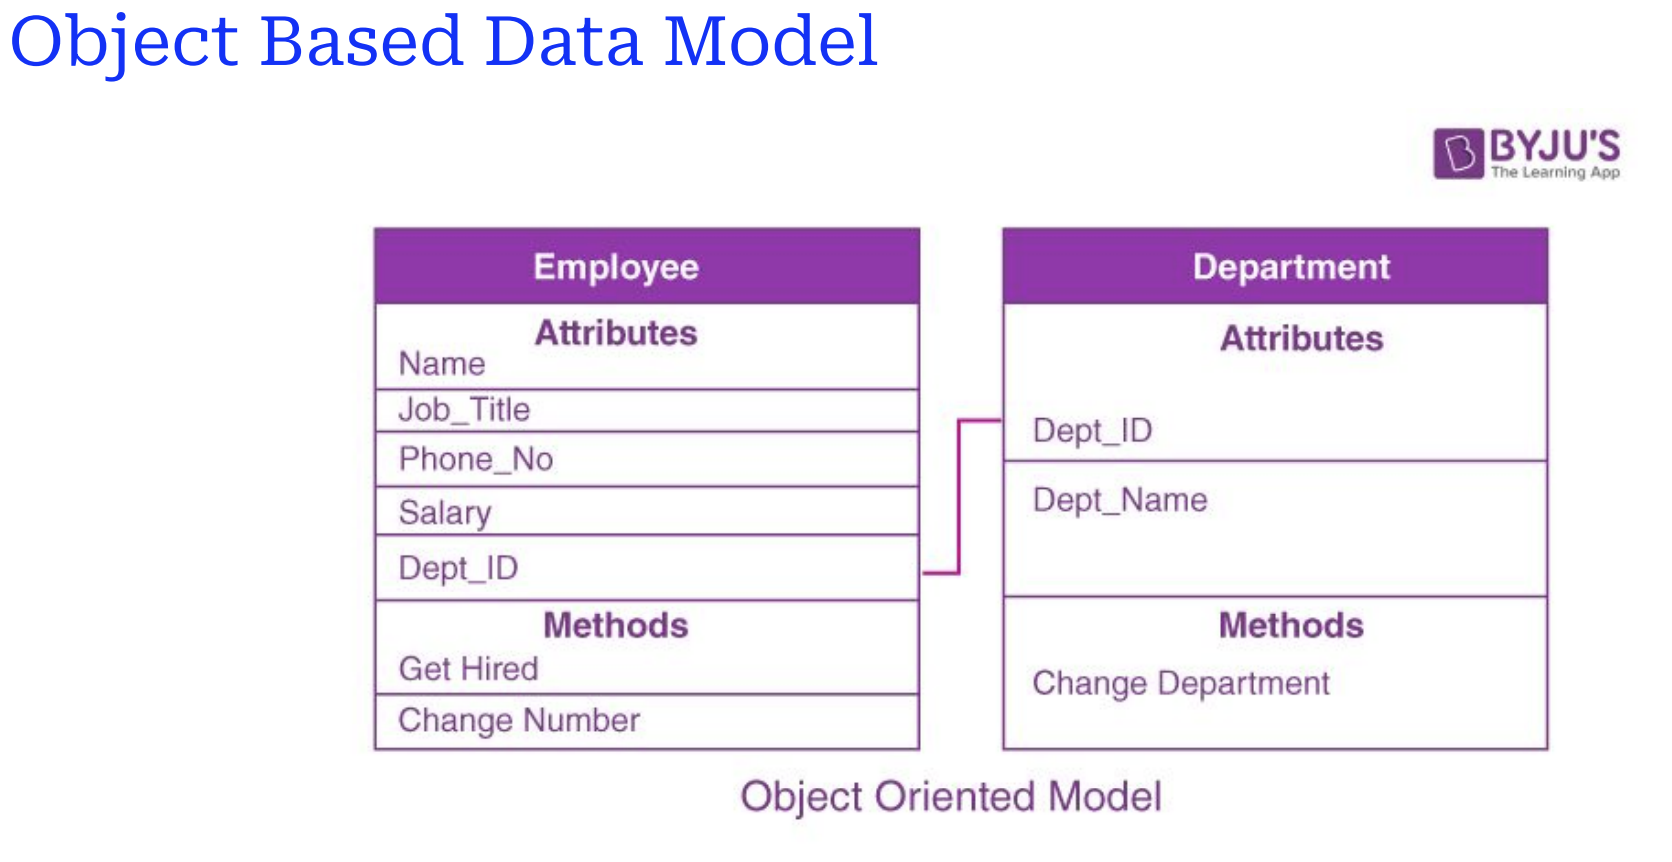 Object Based Data Model
BYJU'S
The Learning App
Employee
Attributes
Name
Job_Title
Phone_No
Salary
Dept_ID
Methods
Get Hired
Change Number
Department
Attributes
Dept_ID
Dept_Name
Methods
Change Department
Object Oriented Model